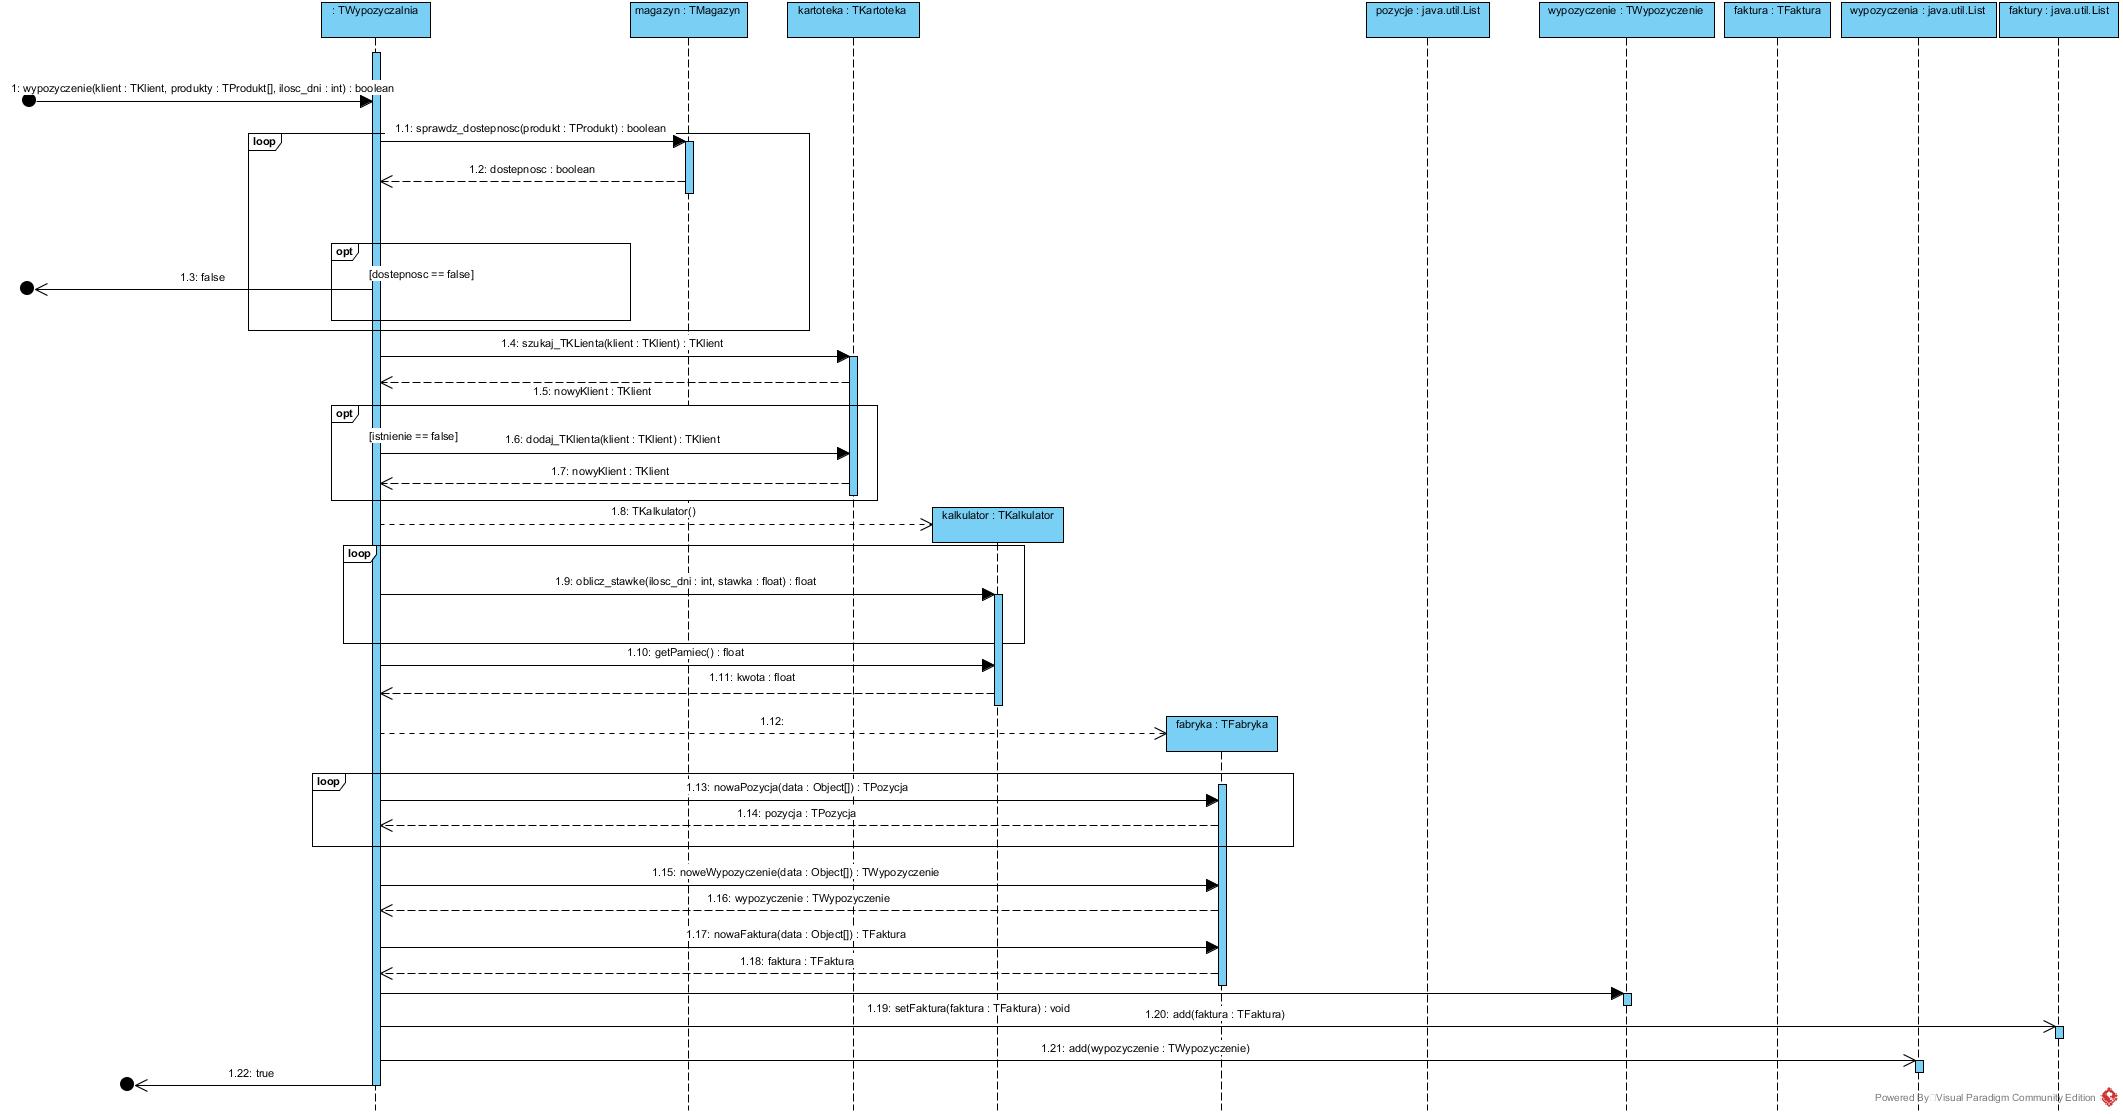 : TWypozyczalnia
magazyn : TMagazyn
kartoteka : TKartoteka
pozycje : java.util.List
wypozyczenie : TWypozyczenie
faktura : TFaktura
wypozyczenia : java.util.List
faktury : java.util.List
1: wypozyczenie(klient : TKlient, produkty : TProdukt[], ilosc_dni : int) : boolean
1.1: sprawdz_dostepnosc(produkt : TProdukt) : boolean
loop
1.2: dostepnosc : boolean
opt
[dostepnosc == false]
1.3: false
1.4: szukaj_TKLienta(klient : TKlient) : TKlient
1.5: nowyKlient : TKlient
opt
[istnienie == false]
1.6: dodaj_TKlienta(klient : TKlient) : TKlient
1.7: nowyKlient : TKlient
1.8: TKalkulator()
kalkulator : TKalkulator
loop
1.9: oblicz_stawke(ilosc_dni : int, stawka : float) : float
1.10: getPamiec() : float
1.11: kwota : float
1.12:
fabryka : TFabryka
loop
1.13: nowaPozycja(data : Object[]) : TPozycja
1.14: pozycja : TPozycja
1.15: noweWypozyczenie(data : Object[]) : TWypozyczenie
1.16: wypozyczenie : TWypozyczenie
1.17: nowaFaktura(data : Object[]) : TFaktura
1.18: faktura : TFaktura
1.19: setFaktura(faktura : TFaktura) : void
1.20: add(faktura : TFaktura)
1.21: add(wypozyczenie : TWypozyczenie)
1.22: true
Powered By Visual Paradigm Community Edition